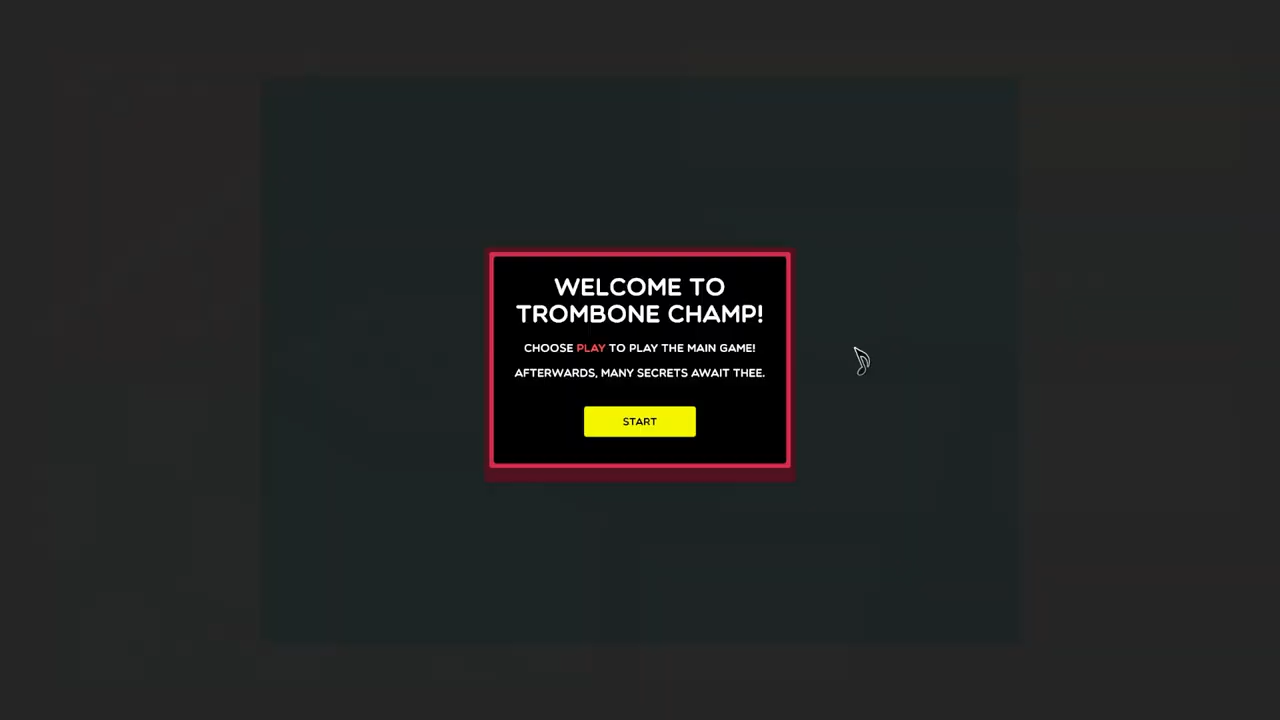 WELCOME TO
TROMBONE CHAMP!
CHOOSE PLAY TO PLAY THE MAIN GAME!
AFTERWARDS, MANY SECRETS AWAIT THEE.
START